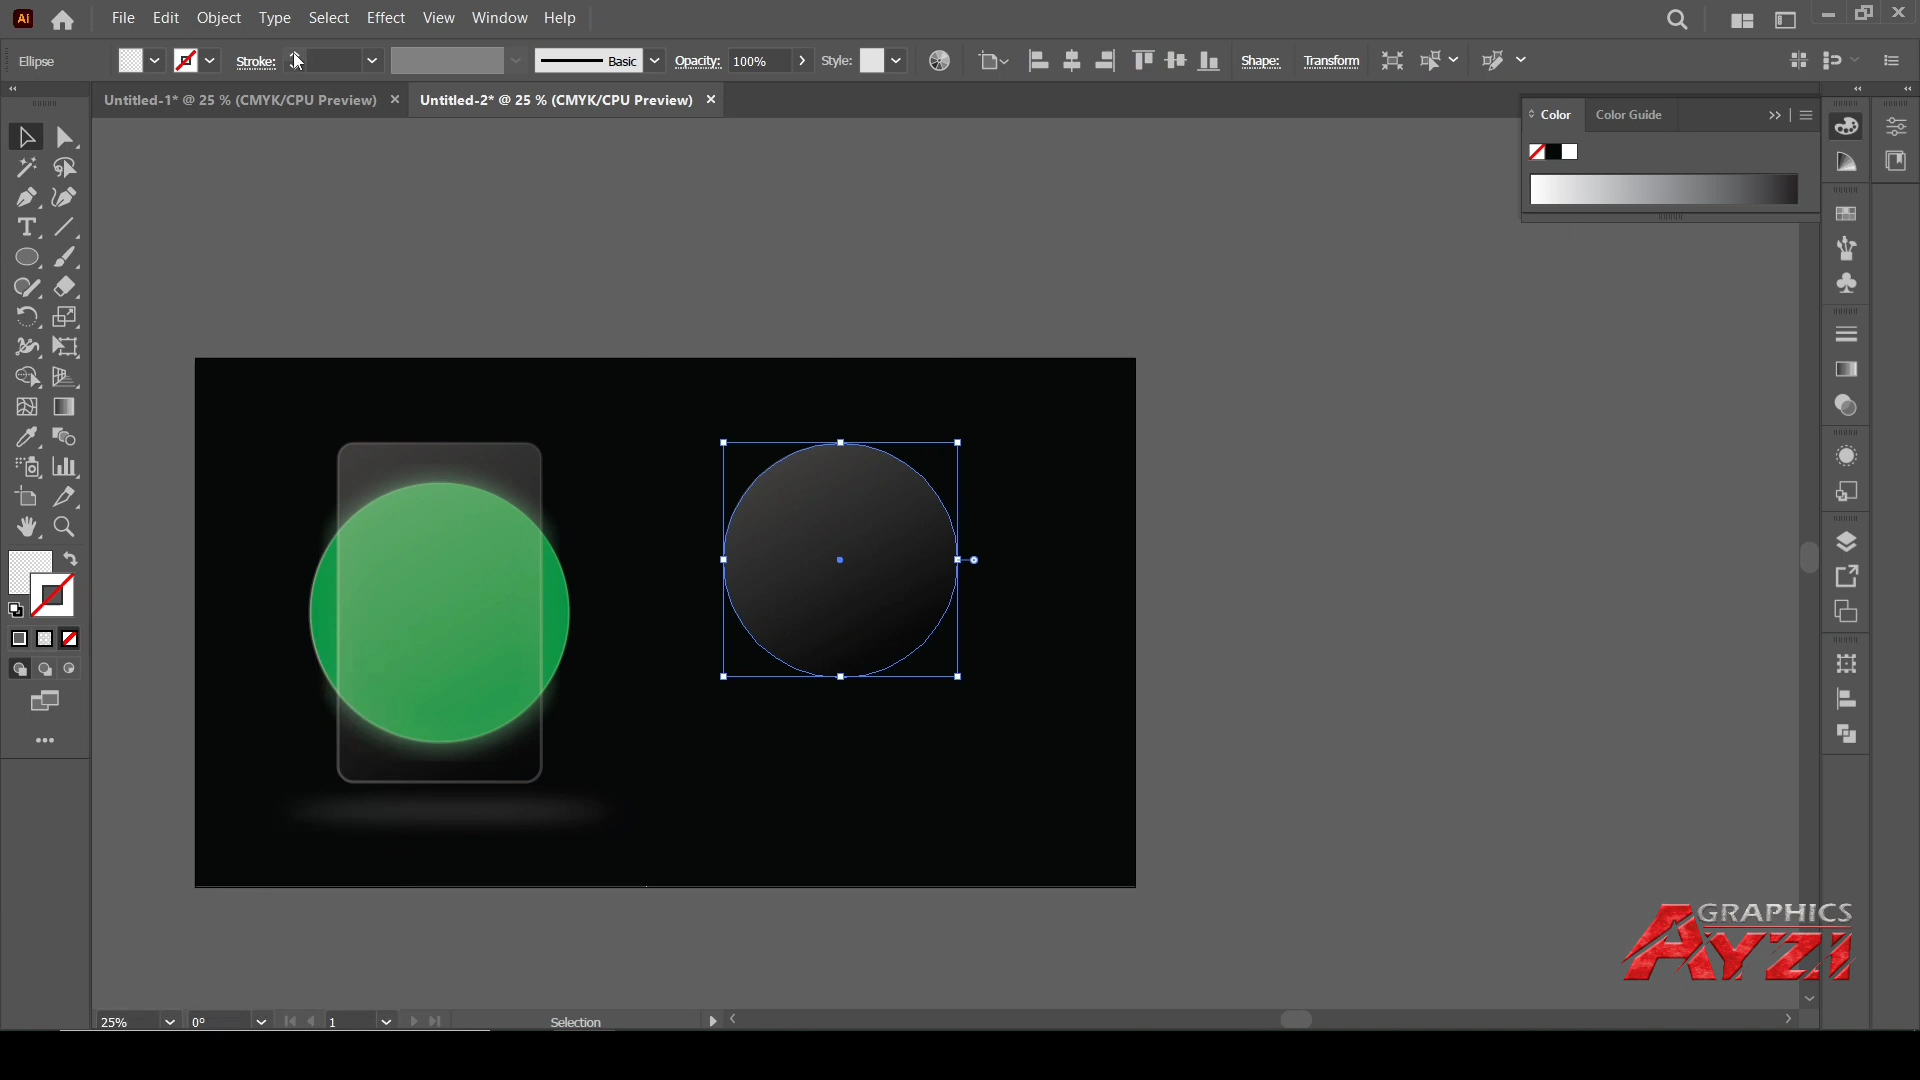 Ai File Edit Object Type Select Effect View Window Help
Ellipse Stroke: Basic Opacity: 100% Style: Shape: Transform
Untitled-1* @ 25 % (CMYK/CPU Preview) Untitled-2* @ 25 % (CMYK/CPU Preview)
Color Color Guide
GRAPHICS
AYZI
25% 0° 1 Selection